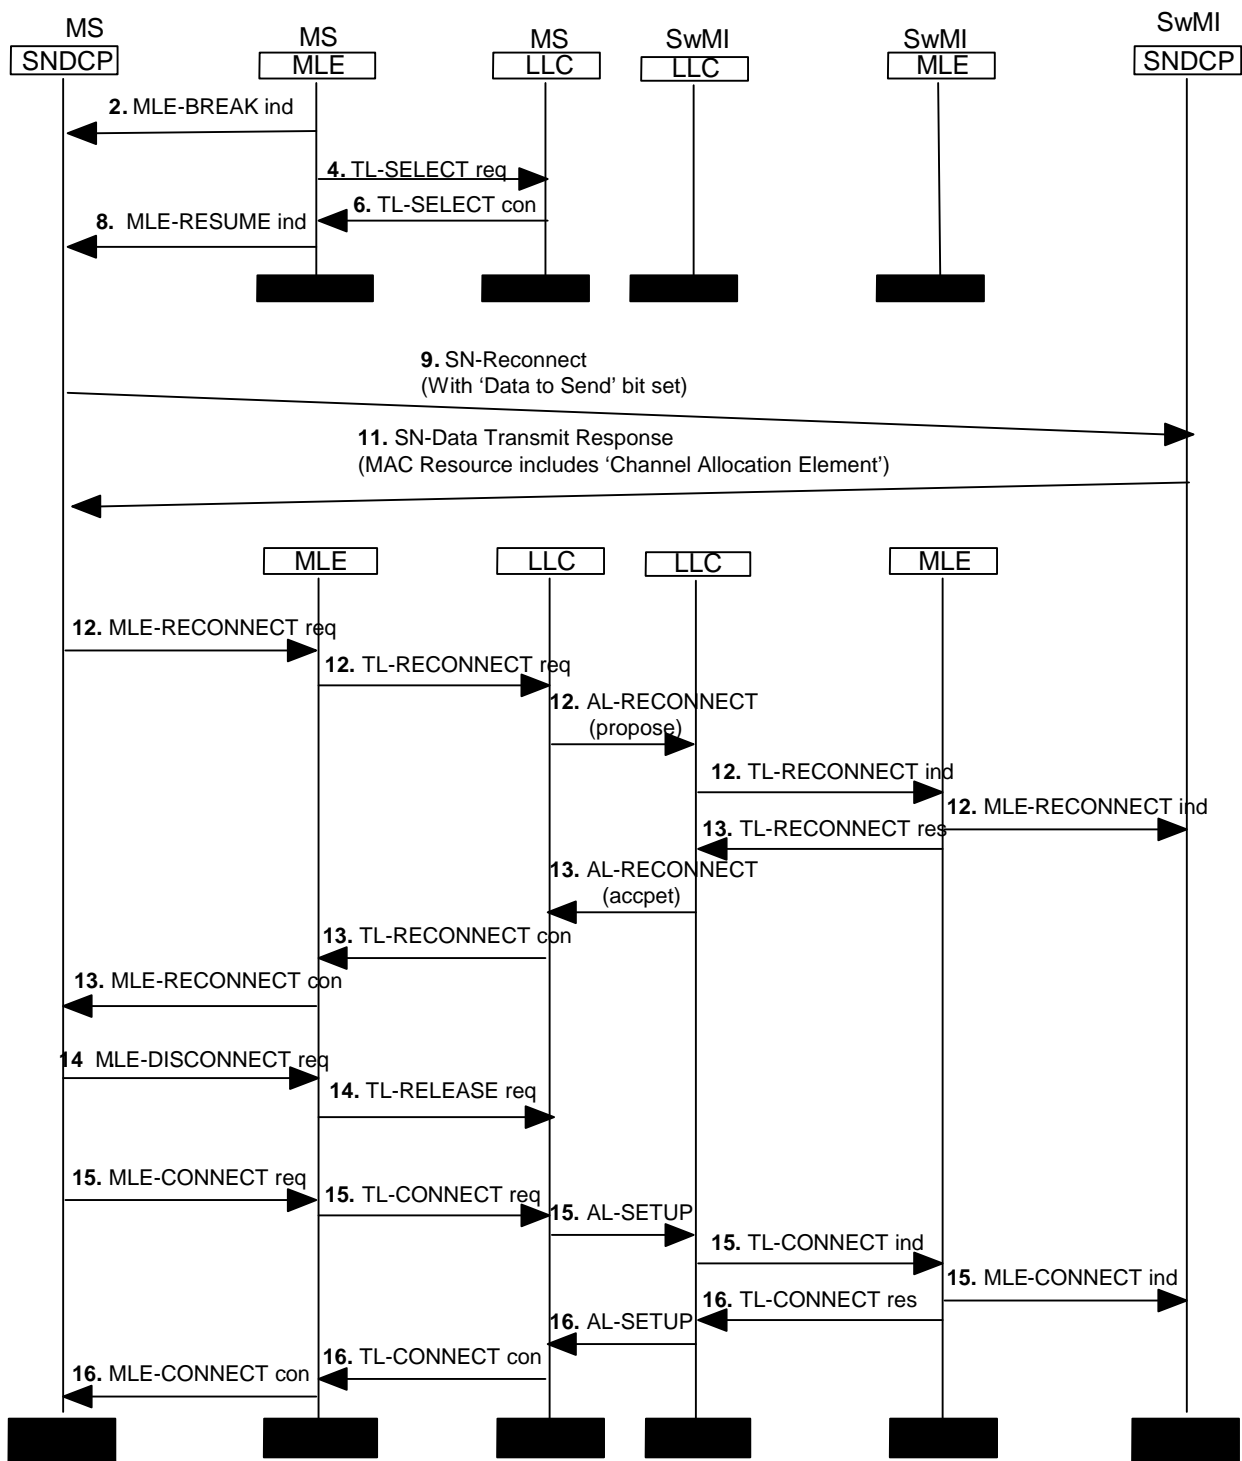 MS
MS
MS
SwMI
SwMI
SwMI
SNDCP
MLE
LLC
LLC
MLE
SNDCP
2. MLE-BREAK ind
4. TL-SELECT req
6. TL-SELECT con
8. MLE-RESUME ind
9. SN-Reconnect
(With ‘Data to Send’ bit set)
11. SN-Data Transmit Response
(MAC Resource includes ‘Channel Allocation Element’)
MLE
LLC
LLC
MLE
12. MLE-RECONNECT req
12. TL-RECONNECT req
12. AL-RECONNECT
(propose)
12. TL-RECONNECT ind
12. MLE-RECONNECT ind
13. TL-RECONNECT res
13. AL-RECONNECT
(accpet)
13. TL-RECONNECT con
13. MLE-RECONNECT con
14 MLE-DISCONNECT req
14. TL-RELEASE req
15. MLE-CONNECT req
15. TL-CONNECT req
15. AL-SETUP
15. TL-CONNECT ind
15. MLE-CONNECT ind
16. TL-CONNECT res
16. AL-SETUP
16. TL-CONNECT con
16. MLE-CONNECT con